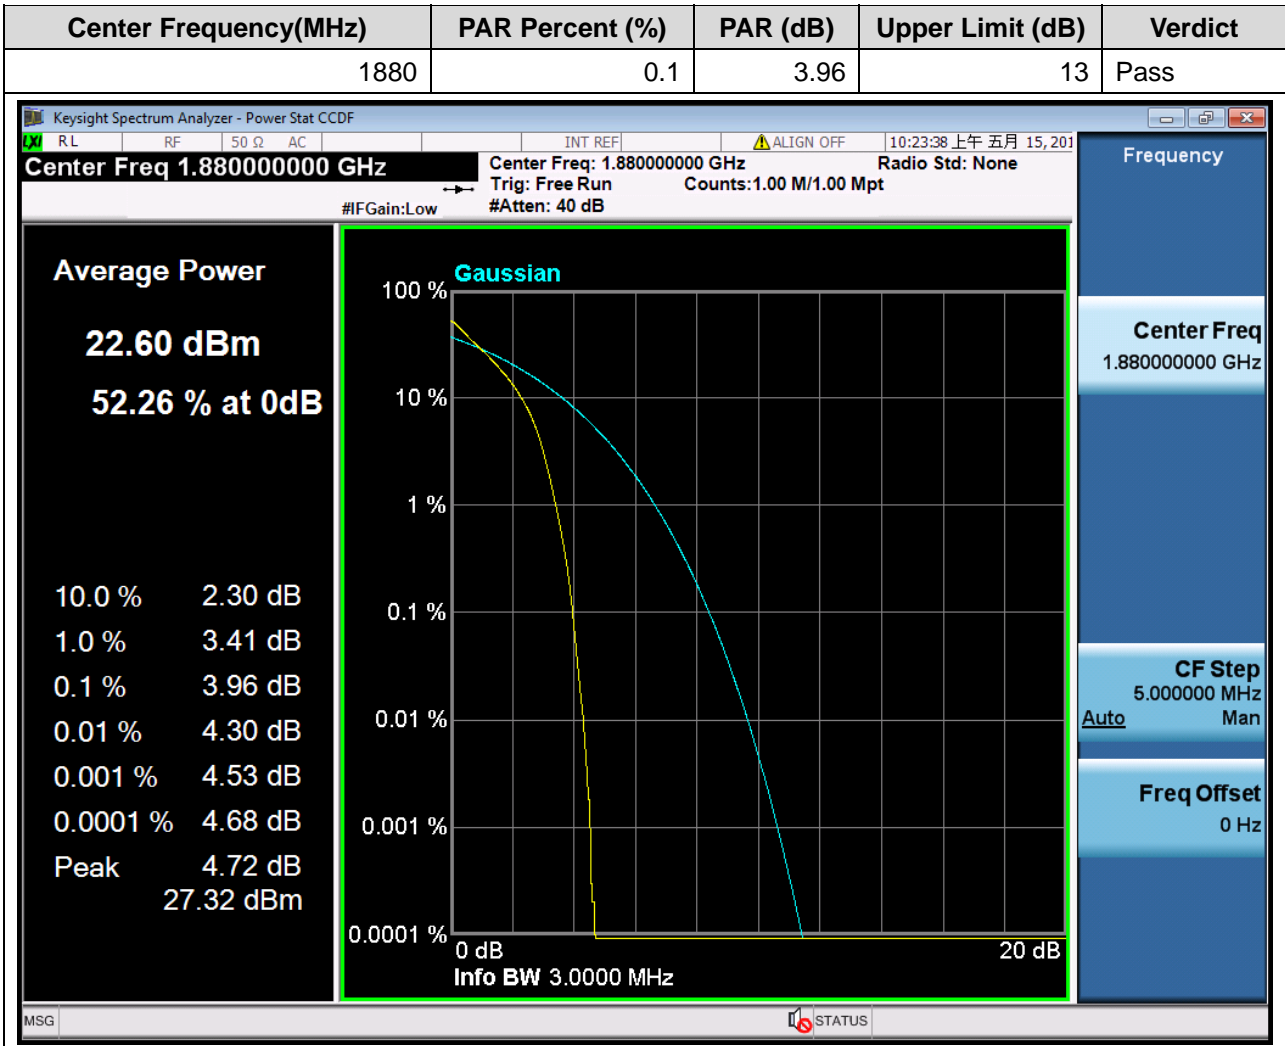 Center Frequency(MHz) PAR Percent (%) PAR (dB) Upper Limit (dB) Verdict
1880 0.1 3.96 13 Pass
Keysight Spectrum Analyzer - Power Stat CCDF
LXI RL RF 50 Ω AC INT REF ALIGN OFF 10:23:38 上午 五月 15, 201
Center Freq 1.880000000 GHz
Center Freq: 1.880000000 GHz Radio Std: None
Trig: Free Run Counts:1.00 M/1.00 Mpt
#IFGain:Low #Atten: 40 dB
Average Power
22.60 dBm
52.26 % at 0dB
10.0 % 2.30 dB
1.0 % 3.41 dB
0.1 % 3.96 dB
0.01 % 4.30 dB
0.001 % 4.53 dB
0.0001 % 4.68 dB
Peak 4.72 dB
27.32 dBm
Gaussian
100 %
10 %
1 %
0.1 %
0.01 %
0.001 %
0.0001 %
0 dB 20 dB
Info BW 3.0000 MHz
Frequency
Center Freq
1.880000000 GHz
CF Step
5.000000 MHz
Auto Man
Freq Offset
0 Hz
MSG STATUS